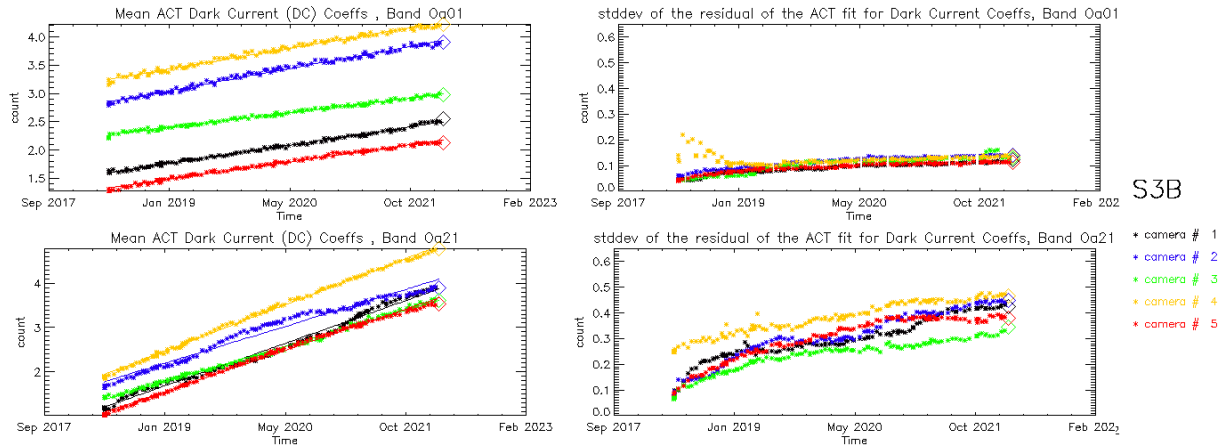 Mean ACT Dark Current (DC) Coeffs , Band Oa01
count
4.0
3.5
3.0
2.5
2.0
1.5
Sep 2017 Jan 2019 May 2020 Oct 2021 Feb 2023
Time
stddev of the residual of the ACT fit for Dark Current Coeffs, Band Oa01
count
0.6
0.5
0.4
0.3
0.2
0.1
0.0
Sep 2017 Jan 2019 May 2020 Oct 2021 Feb 202
Time
S3B
* camera # 1
* camera # 2
* camera # 3
* camera # 4
* camera # 5
Mean ACT Dark Current (DC) Coeffs , Band Oa21
count
4
3
2
Sep 2017 Jan 2019 May 2020 Oct 2021 Feb 2023
Time
stddev of the residual of the ACT fit for Dark Current Coeffs, Band Oa21
count
0.6
0.5
0.4
0.3
0.2
0.1
0.0
Sep 2017 Jan 2019 May 2020 Oct 2021 Feb 202
Time